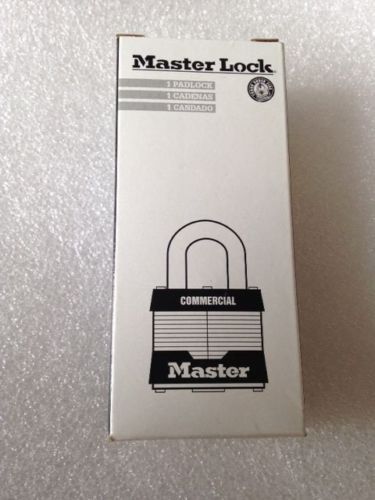 Master Lock
1 PADLOCK
1 CADENAS
1 CANDADO
COMMERCIAL
Master